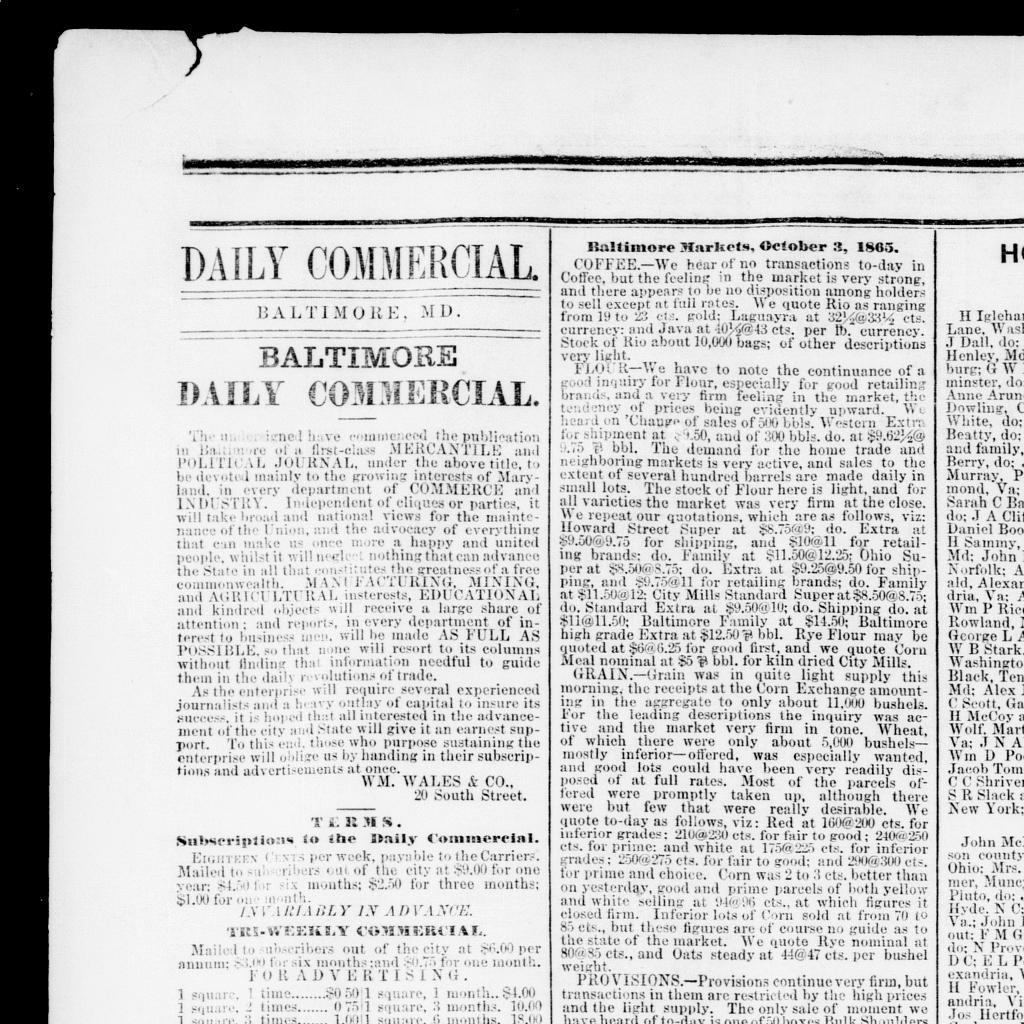 DAILY COMMERCIAL.
BALTIMORE, MD.
BALTIMORE
DAILY COMMERCIAL.
The undersigned have commenced the publication
in Baltimore of a first-class MERCANTILE and
POLITICAL JOURNAL, under the above title, to
be devoted mainly to the growing interests of Mary-
land, in every department of COMMERCE and
INDUSTRY. Independent of cliques or parties, it
will take broad and national views for the mainte-
nance of the Union, and the advocacy of everything
that can make us once more a happy and united
people, whilst it will neglect nothing that can advance
the State in all that constitutes the greatness of a free
commonwealth. MANUFACTURING, MINING,
and AGRICULTURAL insterests, EDUCATIONAL
and kindred objects will receive a large share of
attention; and reports, in every department of in-
terest to business men, will be made AS FULL AS
POSSIBLE, so that none will resort to its columns
without finding that information needful to guide
them in the daily revolutions of trade.
As the enterprise will require several experienced
journalists and a heavy outlay of capital to insure its
success, it is hoped that all interested in the advance-
ment of the city and State will give it an earnest sup-
port. To this end, those who purpose sustaining the
enterprise will oblige us by handing in their subscrip-
tions and advertisements at once.
WM. WALES & CO.,
20 South Street.
TERMS.
Subscriptions to the Daily Commercial.
EIGHTEEN CENTS per week, payable to the Carriers.
Mailed to subscribers out of the city at $9.00 for one
year; $4.50 for six months; $2.50 for three months;
$1.00 for one month.
INVARIABLY IN ADVANCE.
TRI-WEEKLY COMMERCIAL.
Mailed to subscribers out of the city at $6.00 per
annum; $3.00 for six months; and $0.75 for one month.
FOR ADVERTISING.
1 square, 1 time.......$0 50|1 square, 1 month.. $4.00
1 square, 2 times....... 0 75|1 square, 3 months. 10.00
1 square, 3 times....... 1.00|1 square, 6 months. 18.00
Baltimore Markets, October 3, 1865.
COFFEE.—We hear of no transactions to-day in
Coffee, but the feeling in the market is very strong,
and there appears to be no disposition among holders
to sell except at full rates. We quote Rio as ranging
from 19 to 23 cts. gold; Laguayra at 32½@33½ cts.
currency; and Java at 40½@43 cts. per lb. currency.
Stock of Rio about 10,000 bags; of other descriptions
very light.
FLOUR—We have to note the continuance of a
good inquiry for Flour, especially for good retailing
brands, and a very firm feeling in the market, the
tendency of prices being evidently upward. We
heard on 'Change of sales of 500 bbls. Western Extra
for shipment at $9.50, and of 300 bbls. do. at $9.62½@
9.75 ⅌ bbl. The demand for the home trade and
neighboring markets is very active, and sales to the
extent of several hundred barrels are made daily in
small lots. The stock of Flour here is light, and for
all varieties the market was very firm at the close.
We repeat our quotations, which are as follows, viz:
Howard Street Super at $8.75@9; do. Extra at
$9.50@9.75 for shipping, and $10@11 for retail-
ing brands; do. Family at $11.50@12.25; Ohio Su-
per at $8.50@8.75; do. Extra at $9.25@9.50 for ship-
ping, and $9.75@11 for retailing brands; do. Family
at $11.50@12; City Mills Standard Super at $8.50@8.75;
do. Standard Extra at $9.50@10; do. Shipping do. at
$11@11.50; Baltimore Family at $14.50; Baltimore
high grade Extra at $12.50 ⅌ bbl. Rye Flour may be
quoted at $6@6.25 for good first, and we quote Corn
Meal nominal at $5 ⅌ bbl. for kiln dried City Mills.
GRAIN.—Grain was in quite light supply this
morning, the receipts at the Corn Exchange amount-
ing in the aggregate to only about 11,000 bushels.
For the leading descriptions the inquiry was ac-
tive and the market very firm in tone. Wheat,
of which there were only about 5,000 bushels—
mostly inferior—offered, was especially wanted,
and good lots could have been very readily dis-
posed of at full rates. Most of the parcels of-
fered were promptly taken up, although there
were but few that were really desirable. We
quote to-day as follows, viz: Red at 160@200 cts. for
inferior grades; 210@230 cts. for fair to good; 240@250
cts. for prime; and white at 175@225 cts. for inferior
grades; 250@275 cts. for fair to good; and 290@300 cts.
for prime and choice. Corn was 2 to 3 cts. better than
on yesterday, good and prime parcels of both yellow
and white selling at 94@96 cts., at which figures it
closed firm. Inferior lots of Corn sold at from 70 to
85 cts., but these figures are of course no guide as to
the state of the market. We quote Rye nominal at
80@85 cts., and Oats steady at 44@47 cts. per bushel
weight.
PROVISIONS.—Provisions continue very firm, but
transactions in them are restricted by the high prices
and the light supply. The only sale of moment we
have heard of to-day is one of 50 boxes Bulk Shoulders
HO
H Iglehar
Lane, Wash
J Dall, do;
Henley, Md
burg; G W
minster, do
Anne Arun
Dowling, C
White, do;
Beatty, do;
and family,
Berry, do;
Murray, P
mond, Va;
Sarah C Ba
do; J A Clif
Daniel Boo
H Sammy,
Md; John
Norfolk; A
ald, Alexan
dria, Va; A
Wm P Rice
Rowland, N
George L A
W B Stark,
Washington
Black, Ten
Md; Alex
C Scott, Ga
H McCoy a
Wolf, Mart
Va; J N A
Wm D Poo
Jacob Tom
C C Shriver
S R Slack a
New York;
John Mc
son county
Ohio; Mrs.
mer, Munc
Pluto, do;
Hyde, N C;
Va.; John
out; F M G
do; N Prov
D C; E L P
exandria, V
H Fowler,
andria, Vi
Jos Hertfo